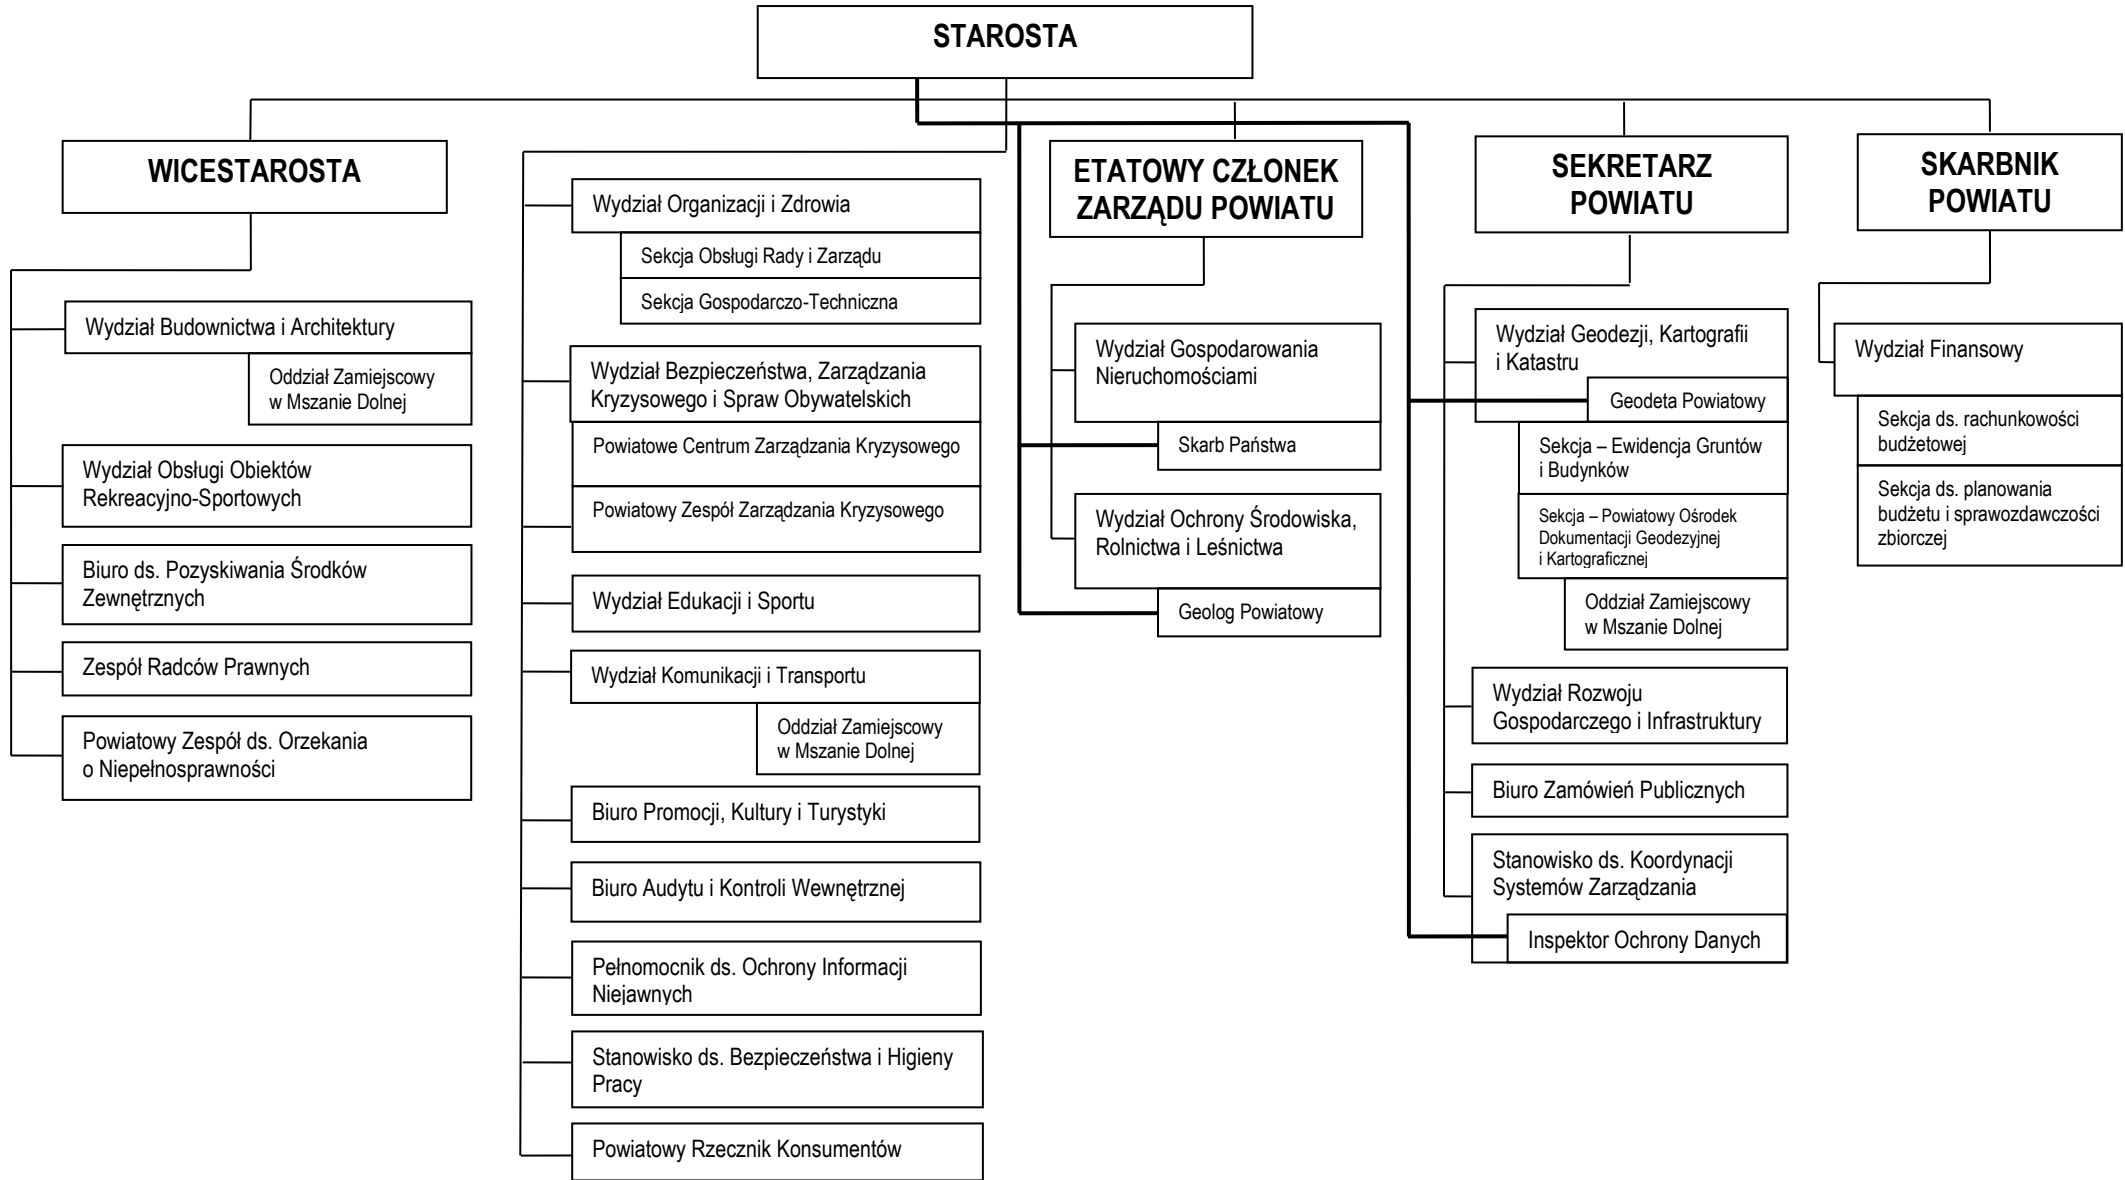 STAROSTA
WICESTAROSTA
Wydział Budownictwa i Architektury
Oddział Zamiejscowy
w Mszanie Dolnej
Wydział Obsługi Obiektów
Rekreacyjno-Sportowych
Biuro ds. Pozyskiwania Środków
Zewnętrznych
Zespół Radców Prawnych
Powiatowy Zespół ds. Orzekania
o Niepełnosprawności
Wydział Organizacji i Zdrowia
Sekcja Obsługi Rady i Zarządu
Sekcja Gospodarczo-Techniczna
Wydział Bezpieczeństwa, Zarządzania
Kryzysowego i Spraw Obywatelskich
Powiatowe Centrum Zarządzania Kryzysowego
Powiatowy Zespół Zarządzania Kryzysowego
Wydział Edukacji i Sportu
Wydział Komunikacji i Transportu
Oddział Zamiejscowy
w Mszanie Dolnej
Biuro Promocji, Kultury i Turystyki
Biuro Audytu i Kontroli Wewnętrznej
Pełnomocnik ds. Ochrony Informacji
Niejawnych
Stanowisko ds. Bezpieczeństwa i Higieny
Pracy
Powiatowy Rzecznik Konsumentów
ETATOWY CZŁONEK
ZARZĄDU POWIATU
Wydział Gospodarowania
Nieruchomościami
Skarb Państwa
Wydział Ochrony Środowiska,
Rolnictwa i Leśnictwa
Geolog Powiatowy
SEKRETARZ
POWIATU
Wydział Geodezji, Kartografii
i Katastru
Geodeta Powiatowy
Sekcja – Ewidencja Gruntów
i Budynków
Sekcja – Powiatowy Ośrodek
Dokumentacji Geodezyjnej
i Kartograficznej
Oddział Zamiejscowy
w Mszanie Dolnej
Wydział Rozwoju
Gospodarczego i Infrastruktury
Biuro Zamówień Publicznych
Stanowisko ds. Koordynacji
Systemów Zarządzania
Inspektor Ochrony Danych
SKARBNIK
POWIATU
Wydział Finansowy
Sekcja ds. rachunkowości
budżetowej
Sekcja ds. planowania
budżetu i sprawozdawczości
zbiorczej